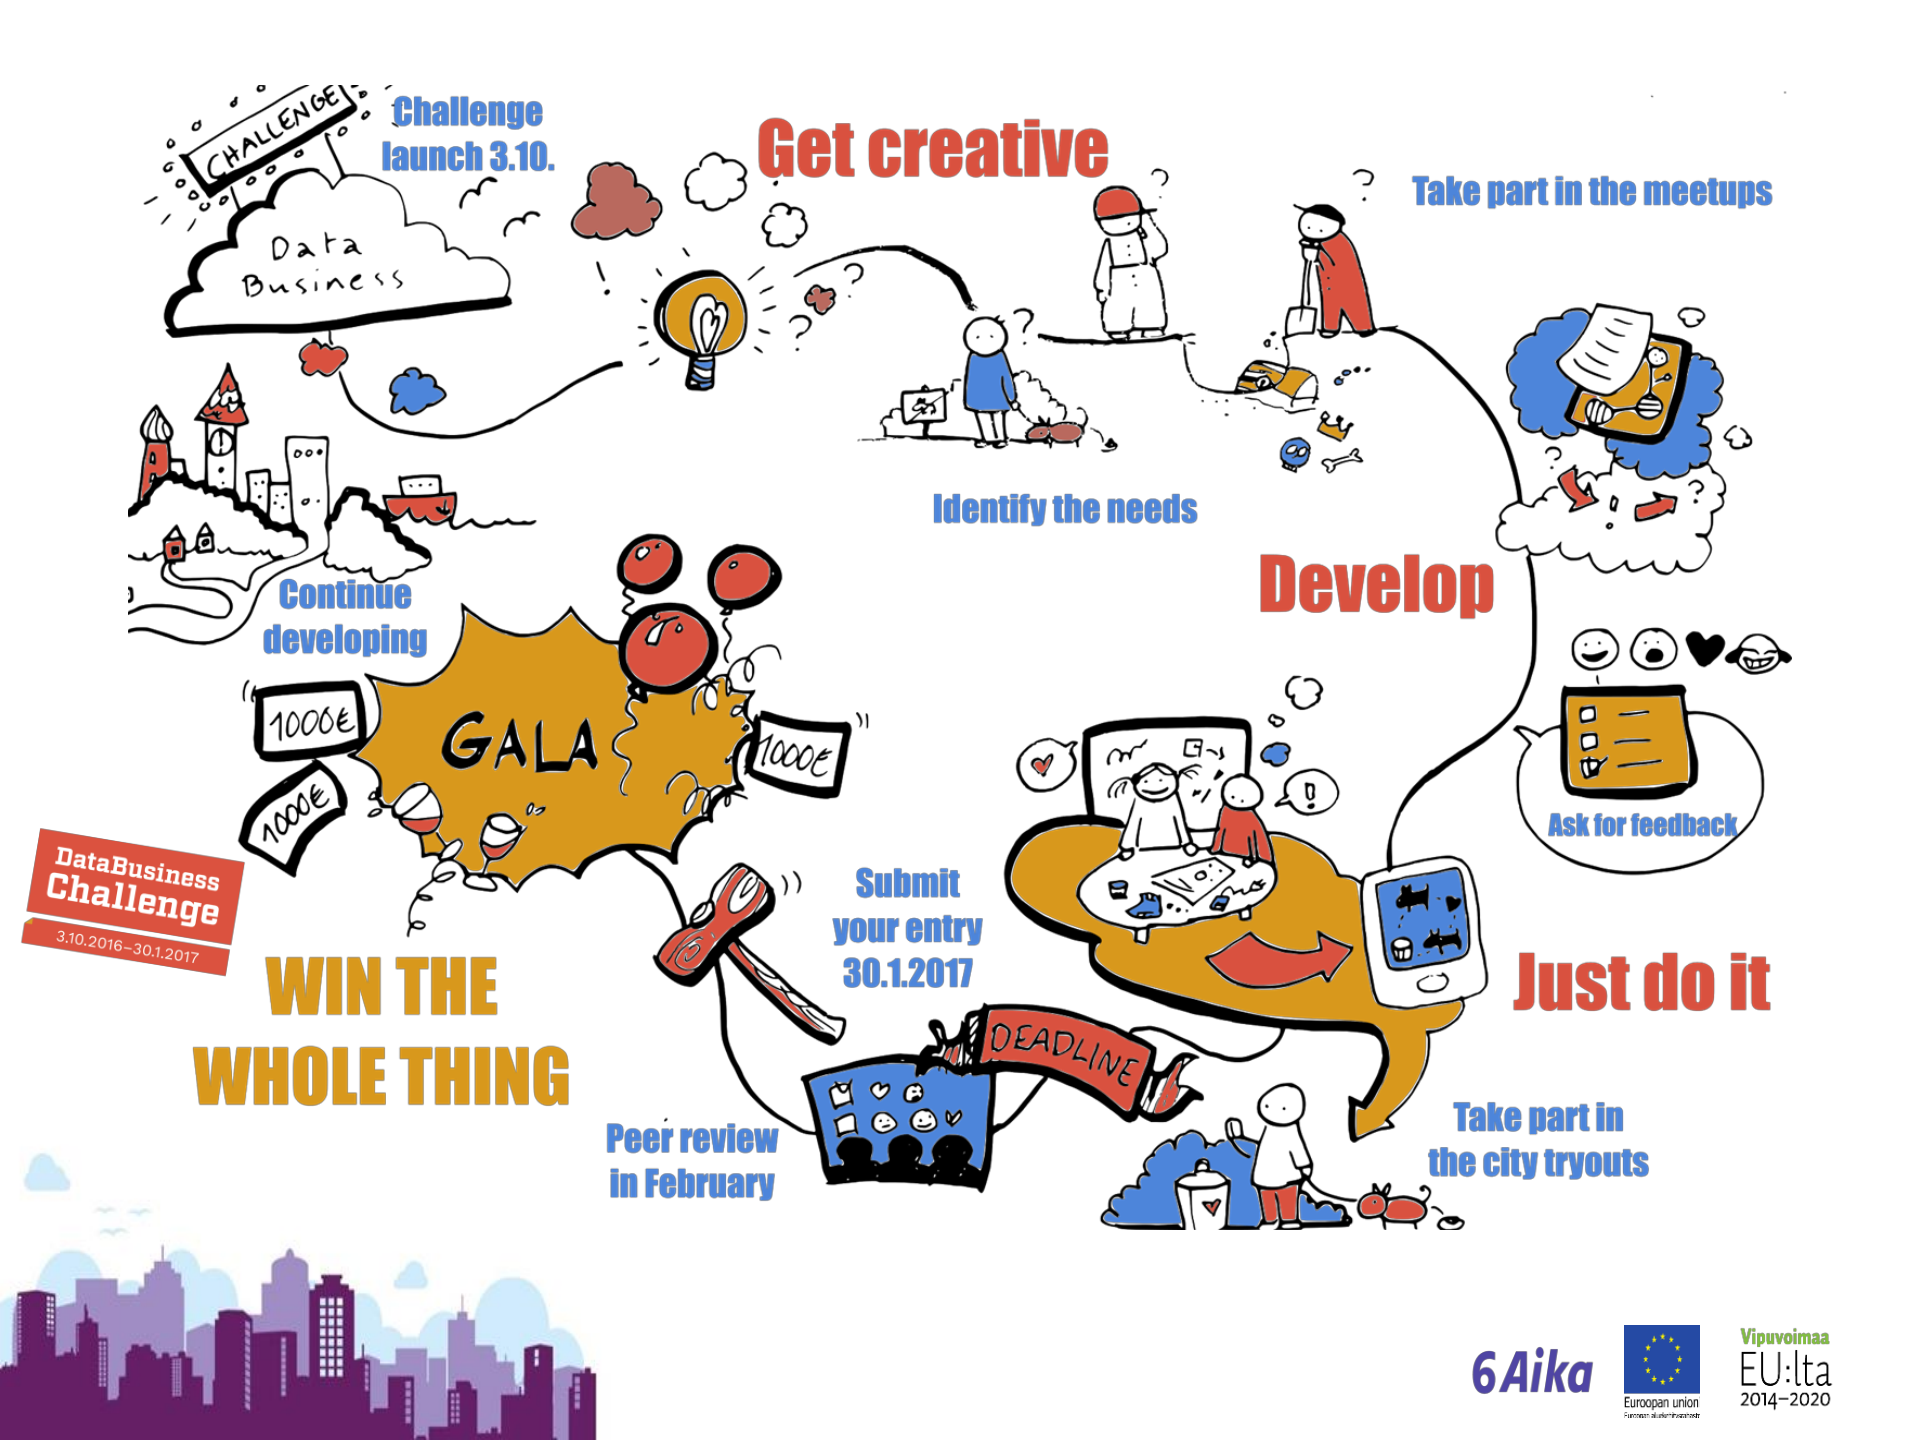 CHALLENGE
Challenge
launch 3.10.
Data
Business
Get creative
Take part in the meetups
Identify the needs
Develop
Continue
developing
GALA
1000€
1000€
1000€
Ask for feedback
DataBusiness
Challenge
3.10.2016–30.1.2017
WIN THE
WHOLE THING
Submit
your entry
30.1.2017
Just do it
DEADLINE
Peer review
in February
Take part in
the city tryouts
6Aika
Euroopan unioni
Euroopan aluekehitysrahasto
Vipuvoimaa
EU:lta
2014–2020